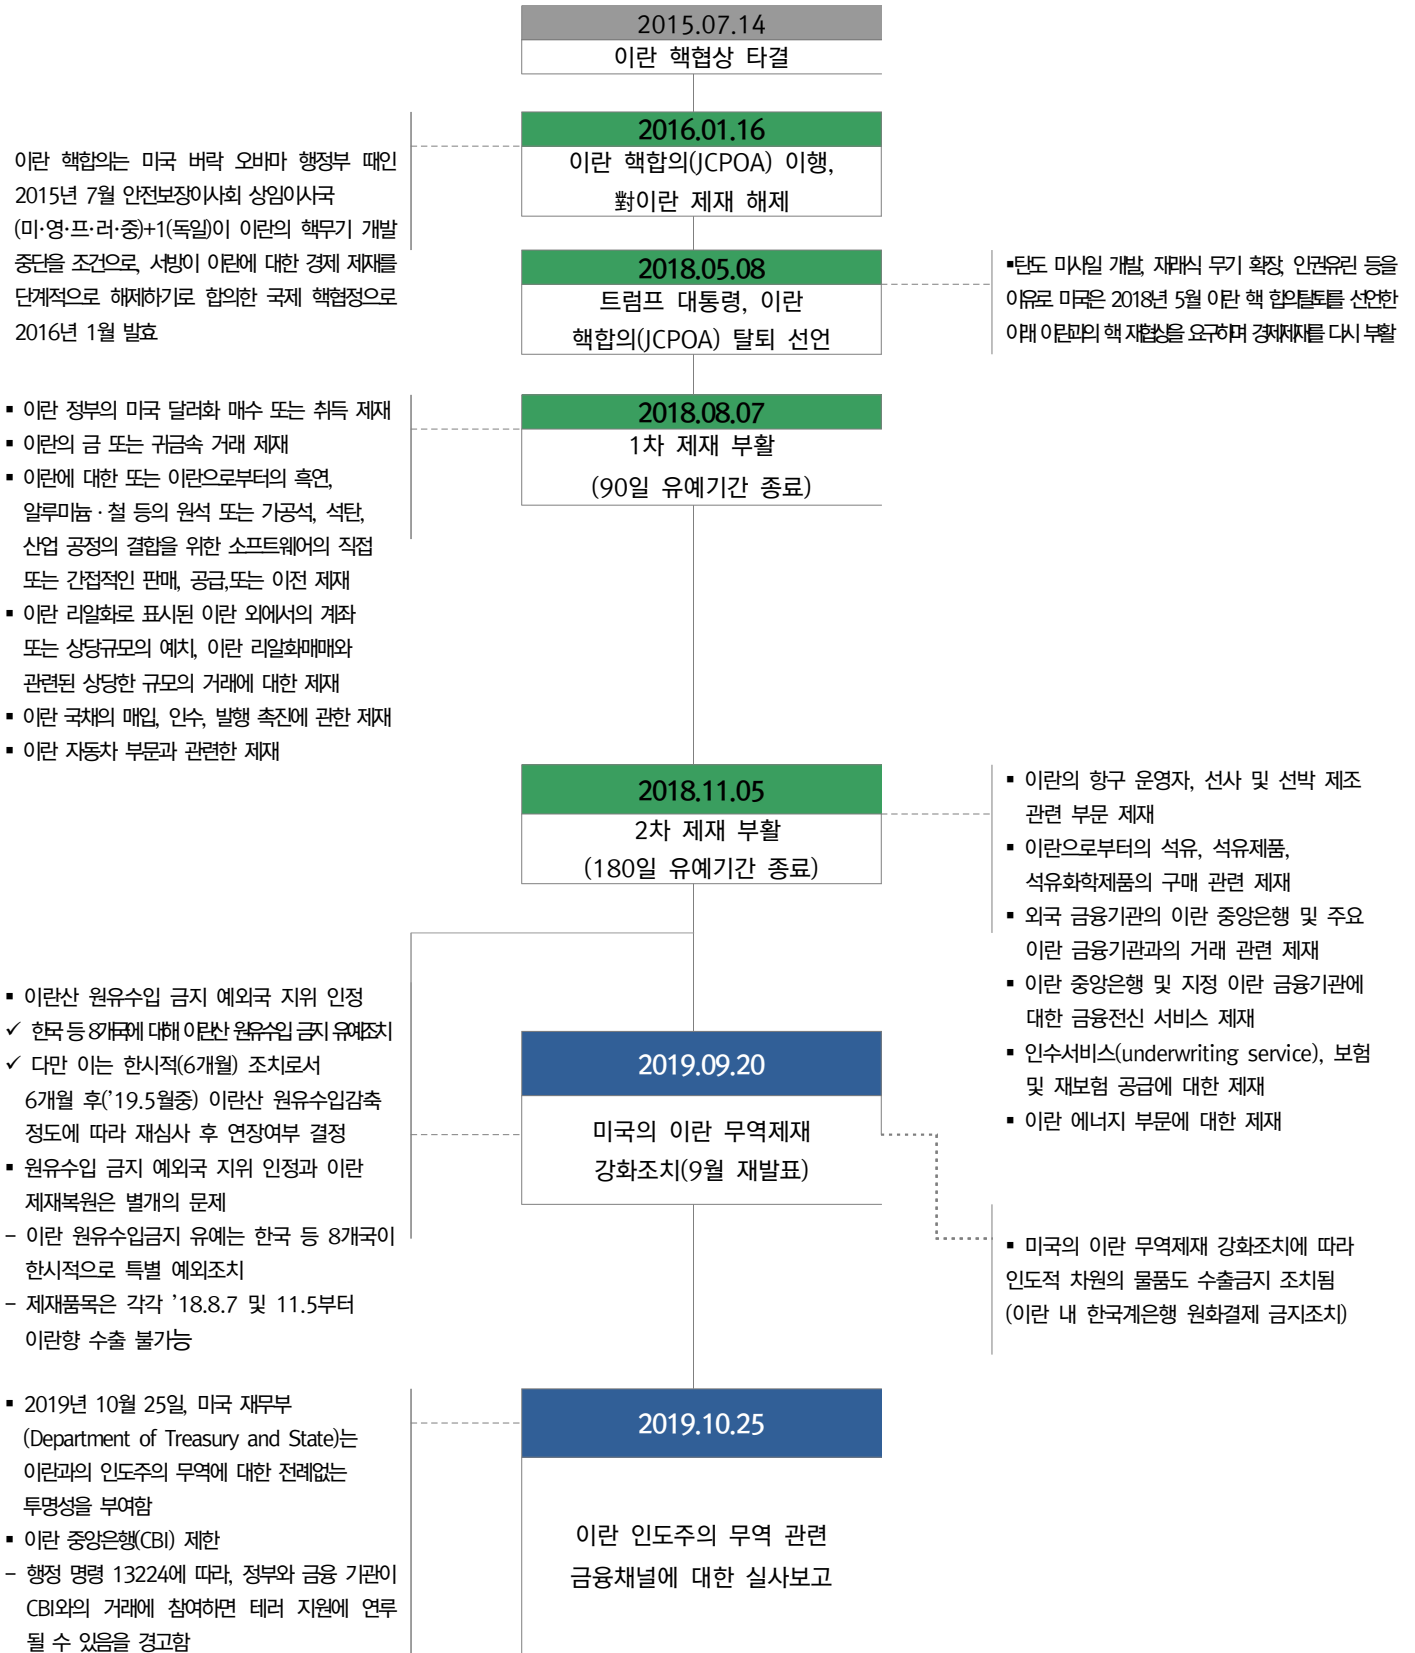 2015.07.14
이란 핵협상 타결
2016.01.16
이란 핵합의(JCPOA) 이행,
對이란 제재 해제
이란 핵합의는 미국 버락 오바마 행정부 때인
2015년 7월 안전보장이사회 상임이사국
(미·영·프·러·중)+1(독일)이 이란의 핵무기 개발
중단을 조건으로, 서방이 이란에 대한 경제 제재를
단계적으로 해제하기로 합의한 국제 핵협정으로
2016년 1월 발효
2018.05.08
트럼프 대통령, 이란
핵합의(JCPOA) 탈퇴 선언
▪탄도 미사일 개발, 재래식 무기 확장, 인권유린 등을
이유로 미국은 2018년 5월 이란 핵 합의탈퇴를 선언한
이래 이란과의 핵 재협상을 요구하며 경제제재를 다시 부활
2018.08.07
1차 제재 부활
(90일 유예기간 종료)
▪ 이란 정부의 미국 달러화 매수 또는 취득 제재
▪ 이란의 금 또는 귀금속 거래 제재
▪ 이란에 대한 또는 이란으로부터의 흑연,
알루미늄·철 등의 원석 또는 가공석, 석탄,
산업 공정의 결합을 위한 소프트웨어의 직접
또는 간접적인 판매, 공급,또는 이전 제재
▪ 이란 리알화로 표시된 이란 외에서의 계좌
또는 상당규모의 예치, 이란 리알화매매와
관련된 상당한 규모의 거래에 대한 제재
▪ 이란 국채의 매입, 인수, 발행 촉진에 관한 제재
▪ 이란 자동차 부문과 관련한 제재
2018.11.05
2차 제재 부활
(180일 유예기간 종료)
▪ 이란의 항구 운영자, 선사 및 선박 제조
관련 부문 제재
▪ 이란으로부터의 석유, 석유제품,
석유화학제품의 구매 관련 제재
▪ 외국 금융기관의 이란 중앙은행 및 주요
이란 금융기관과의 거래 관련 제재
▪ 이란 중앙은행 및 지정 이란 금융기관에
대한 금융전신 서비스 제재
▪ 인수서비스(underwriting service), 보험
및 재보험 공급에 대한 제재
▪ 이란 에너지 부문에 대한 제재
▪ 이란산 원유수입 금지 예외국 지위 인정
✓ 한국 등 8개국에 대해 이란산 원유수입 금지 유예조치
✓ 다만 이는 한시적(6개월) 조치로서
6개월 후(’19.5월중) 이란산 원유수입감축
정도에 따라 재심사 후 연장여부 결정
▪ 원유수입 금지 예외국 지위 인정과 이란
제재복원은 별개의 문제
– 이란 원유수입금지 유예는 한국 등 8개국이
한시적으로 특별 예외조치
– 제재품목은 각각 ’18.8.7 및 11.5부터
이란향 수출 불가능
2019.09.20
미국의 이란 무역제재
강화조치(9월 재발표)
▪ 미국의 이란 무역제재 강화조치에 따라
인도적 차원의 물품도 수출금지 조치됨
(이란 내 한국계은행 원화결제 금지조치)
2019.10.25
이란 인도주의 무역 관련
금융채널에 대한 실사보고
▪ 2019년 10월 25일, 미국 재무부
(Department of Treasury and State)는
이란과의 인도주의 무역에 대한 전례없는
투명성을 부여함
▪ 이란 중앙은행(CBI) 제한
– 행정 명령 13224에 따라, 정부와 금융 기관이
CBI와의 거래에 참여하면 테러 지원에 연루
될 수 있음을 경고함